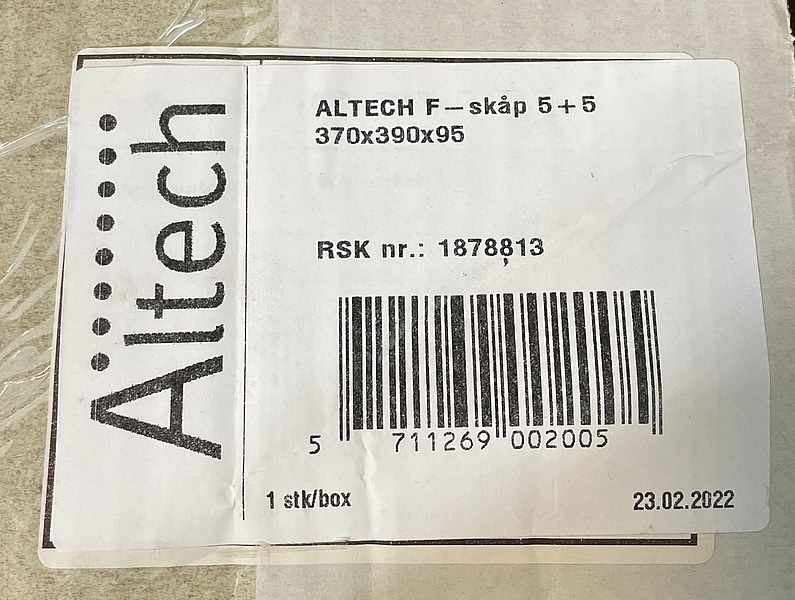 Altech
ALTECH F-skåp 5+5
370x390x95
RSK nr.: 1878813
5 711269 002005
1 stk/box
23.02.2022